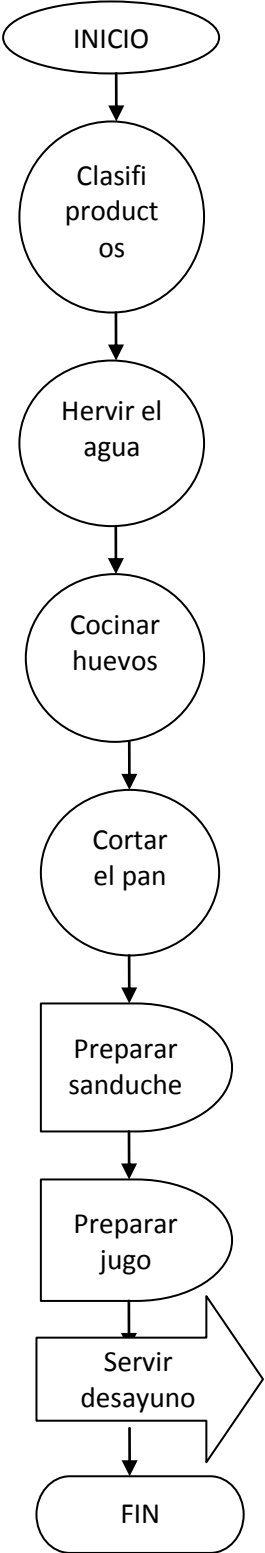 INICIO
Clasifi
product
os
Hervir el
agua
Cocinar
huevos
Cortar
el pan
Preparar
sanduche
Preparar
jugo
Servir
desayuno
FIN